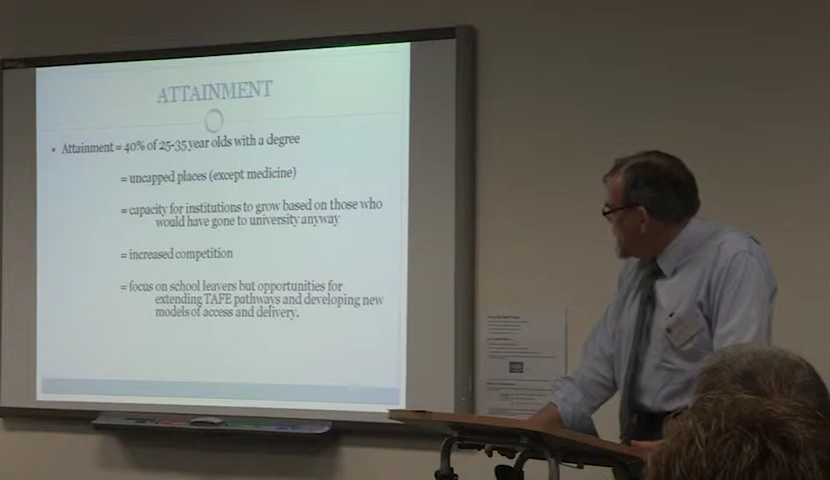 ATTAINMENT
• Attainment = 40% of 25-35 year olds with a degree
= uncapped places (except medicine)
= capacity for institutions to grow based on those who
would have gone to university anyway
= increased competition
= focus on school leavers but opportunities for
extending TAFE pathways and developing new
models of access and delivery.